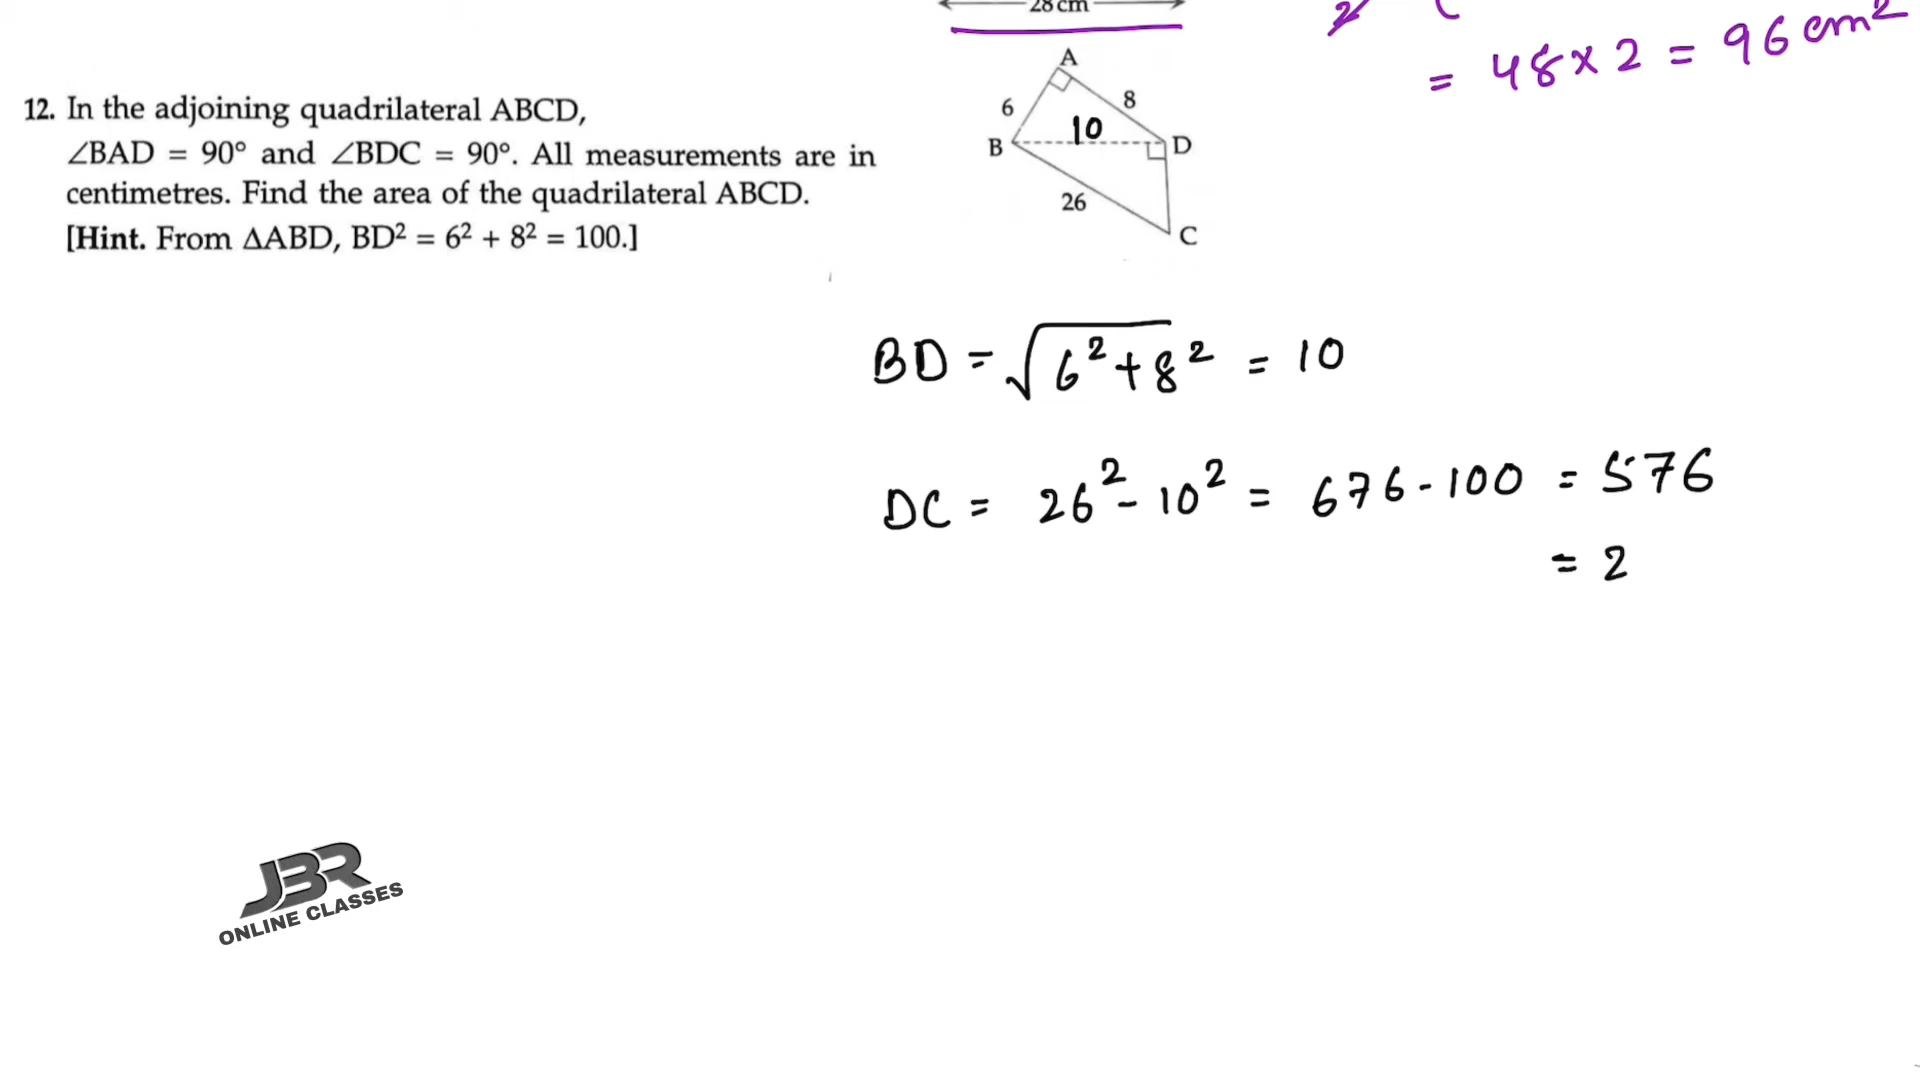 28 cm
2
= 48 x 2 = 96 cm²
12. In the adjoining quadrilateral ABCD,
∠BAD = 90° and ∠BDC = 90°. All measurements are in
centimetres. Find the area of the quadrilateral ABCD.
[Hint. From ΔABD, BD² = 6² + 8² = 100.]
A
6
8
10
B
D
26
C
BD = √6² + 8² = 10
DC = 26² - 10² = 676 - 100 = 576
= 2
JBR
ONLINE CLASSES